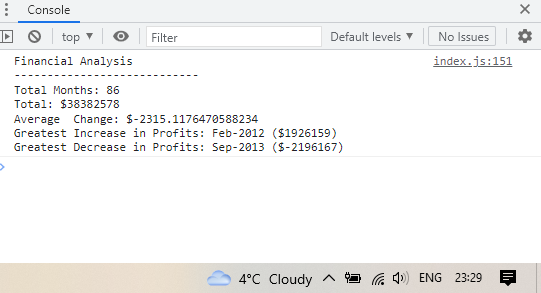 Console
top ▼
Filter
Default levels ▼
No Issues
Financial Analysis
index.js:151
----------------------------
Total Months: 86
Total: $38382578
Average  Change: $-2315.1176470588234
Greatest Increase in Profits: Feb-2012 ($1926159)
Greatest Decrease in Profits: Sep-2013 ($-2196167)
>
4°C Cloudy
ENG
23:29